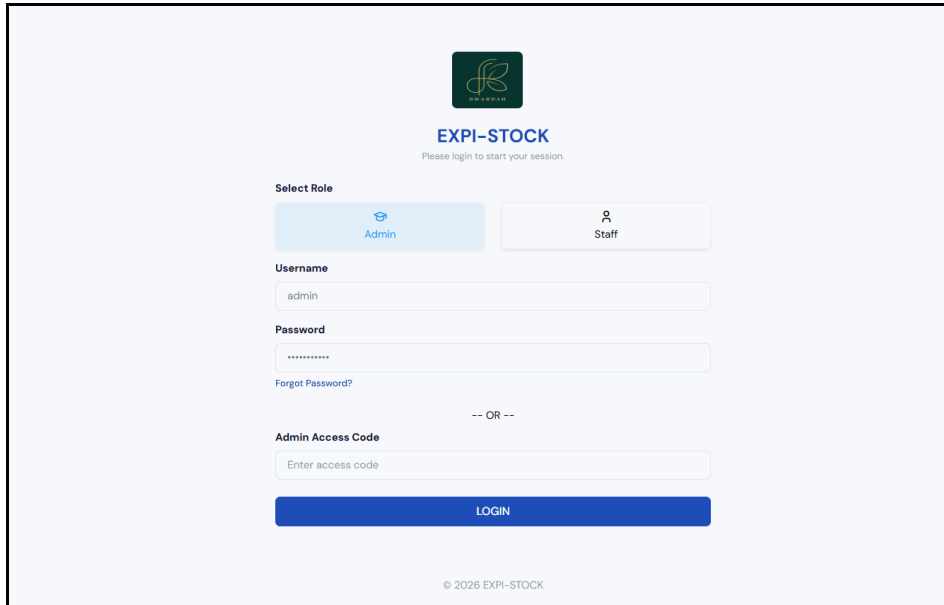 DWARDAH
EXPI-STOCK
Please login to start your session.
Select Role
Admin
Staff
Username
admin
Password
•••••••••••
Forgot Password?
-- OR --
Admin Access Code
Enter access code
LOGIN
© 2026 EXPI-STOCK